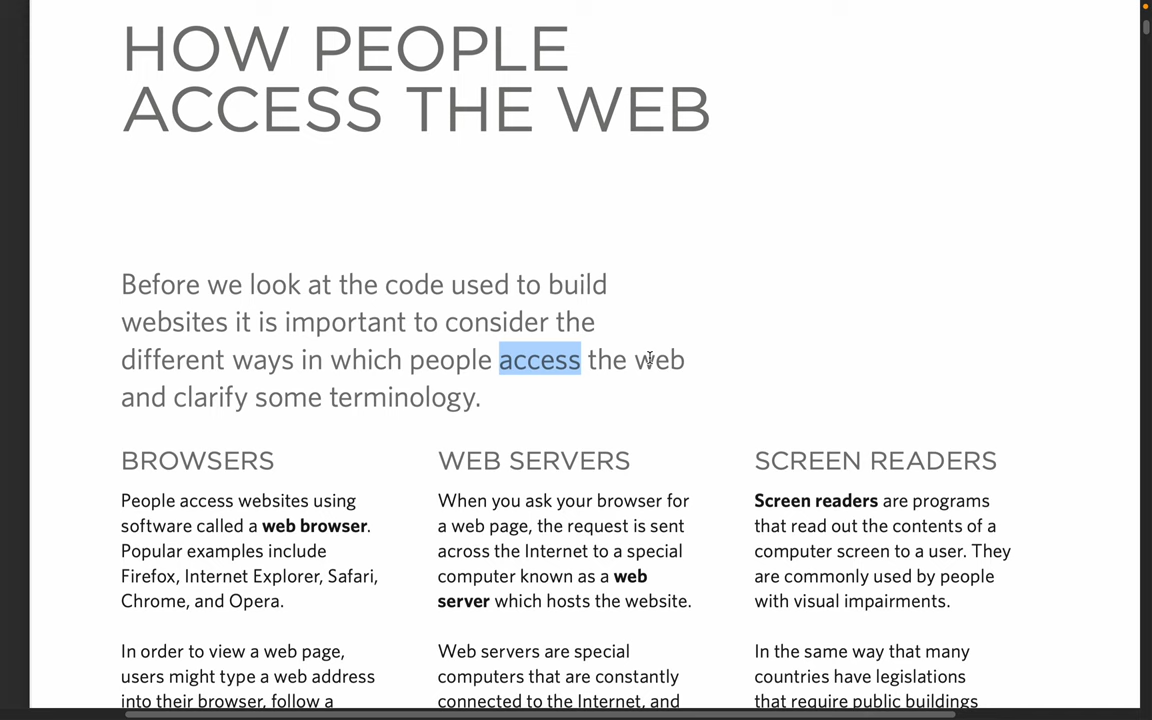 HOW PEOPLE
ACCESS THE WEB
Before we look at the code used to build
websites it is important to consider the
different ways in which people access the web
and clarify some terminology.
BROWSERS
People access websites using
software called a web browser.
Popular examples include
Firefox, Internet Explorer, Safari,
Chrome, and Opera.
In order to view a web page,
users might type a web address
into their browser, follow a
WEB SERVERS
When you ask your browser for
a web page, the request is sent
across the Internet to a special
computer known as a web
server which hosts the website.
Web servers are special
computers that are constantly
connected to the Internet, and
SCREEN READERS
Screen readers are programs
that read out the contents of a
computer screen to a user. They
are commonly used by people
with visual impairments.
In the same way that many
countries have legislations
that require public buildings